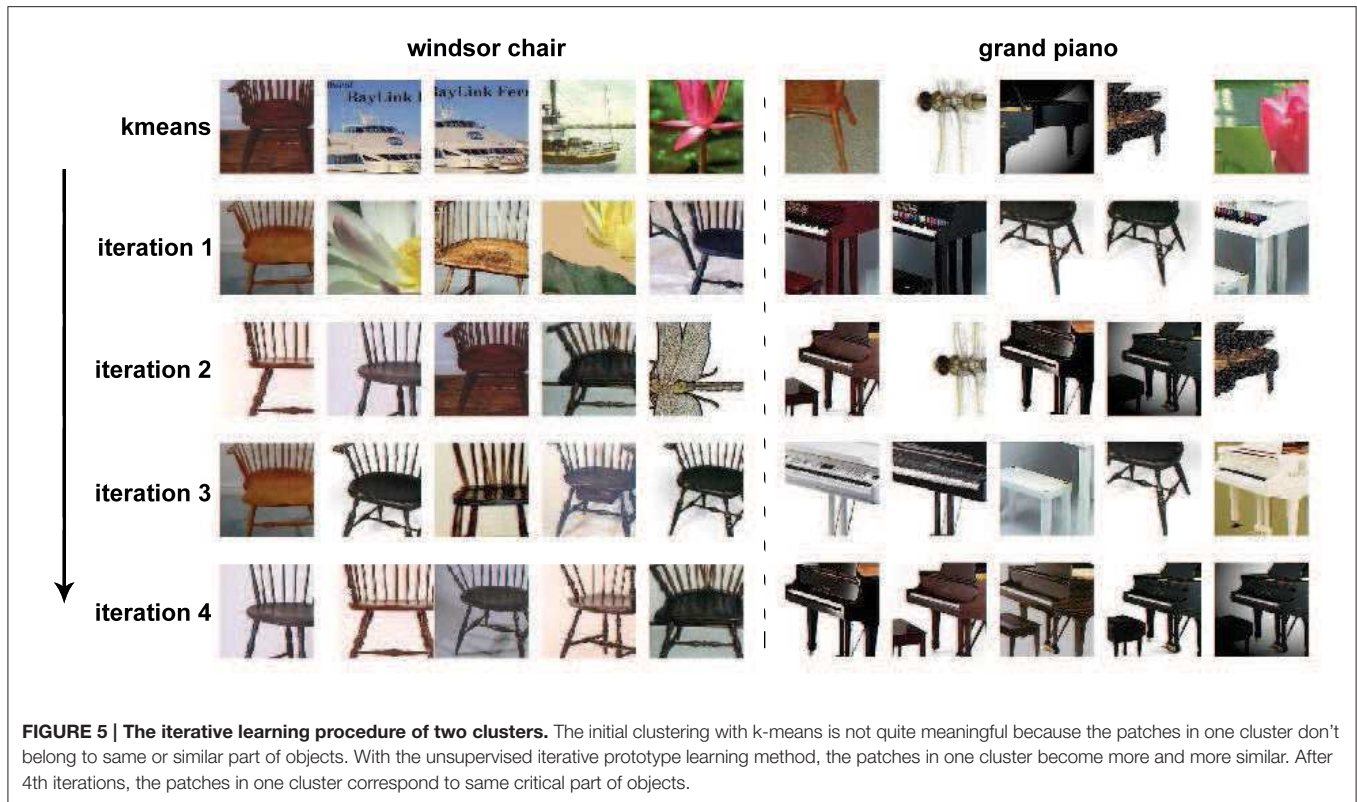 windsor chair
grand piano
kmeans
RayLink
RayLink Ferr
iteration 1
iteration 2
iteration 3
iteration 4
FIGURE 5 | The iterative learning procedure of two clusters. The initial clustering with k-means is not quite meaningful because the patches in one cluster don't
belong to same or similar part of objects. With the unsupervised iterative prototype learning method, the patches in one cluster become more and more similar. After
4th iterations, the patches in one cluster correspond to same critical part of objects.